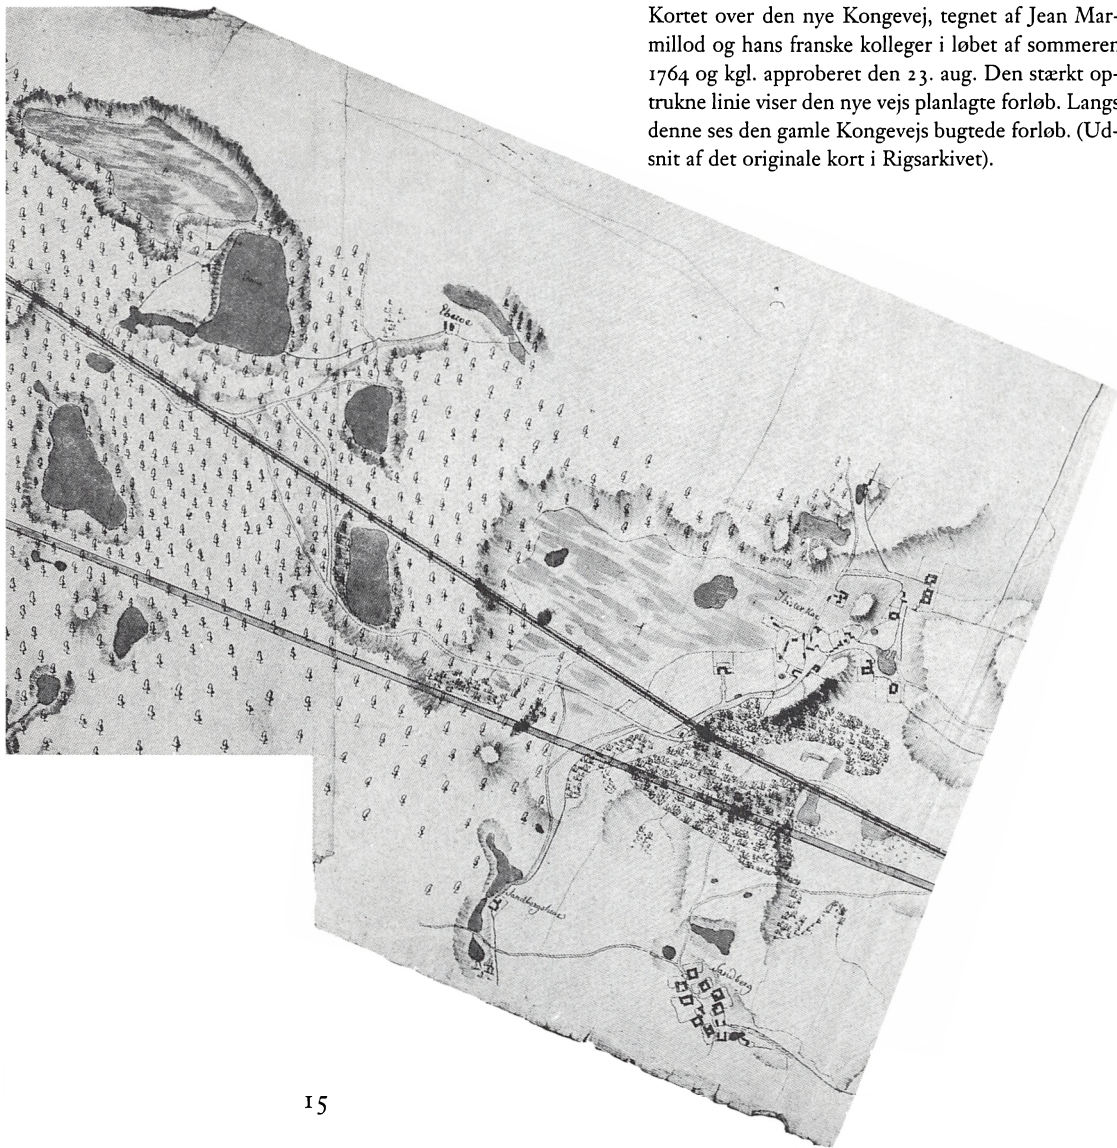 Kortet over den nye Kongevej, tegnet af Jean Mar-
millod og hans franske kolleger i løbet af sommeren
1764 og kgl. approberet den 23. aug. Den stærkt op-
trukne linie viser den nye vejs planlagte forløb. Langs
denne ses den gamle Kongevejs bugtede forløb. (Ud-
snit af det originale kort i Rigsarkivet).
Sandberg
15